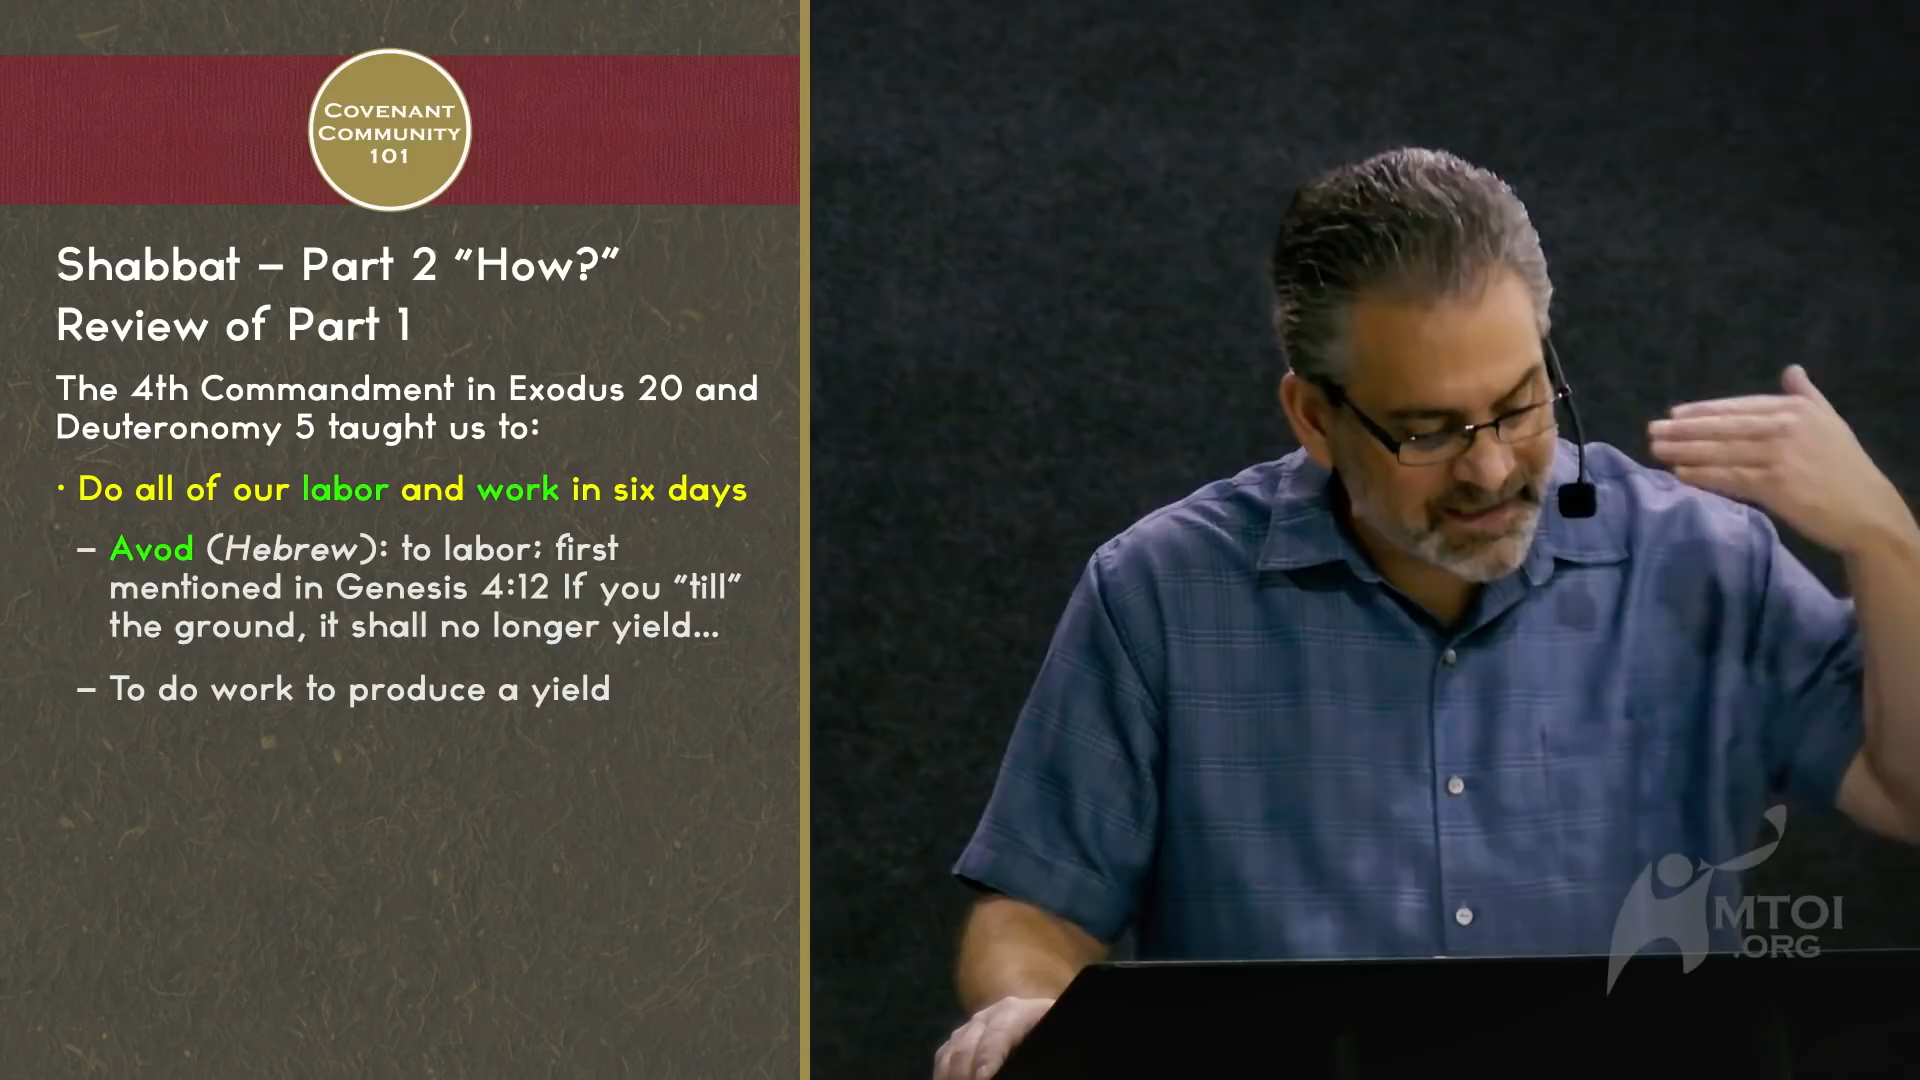 COVENANT
COMMUNITY
101
Shabbat – Part 2 "How?"
Review of Part 1
The 4th Commandment in Exodus 20 and
Deuteronomy 5 taught us to:
· Do all of our labor and work in six days
– Avod (Hebrew): to labor; first
mentioned in Genesis 4:12 If you "till"
the ground, it shall no longer yield...
– To do work to produce a yield
MTOI
.ORG